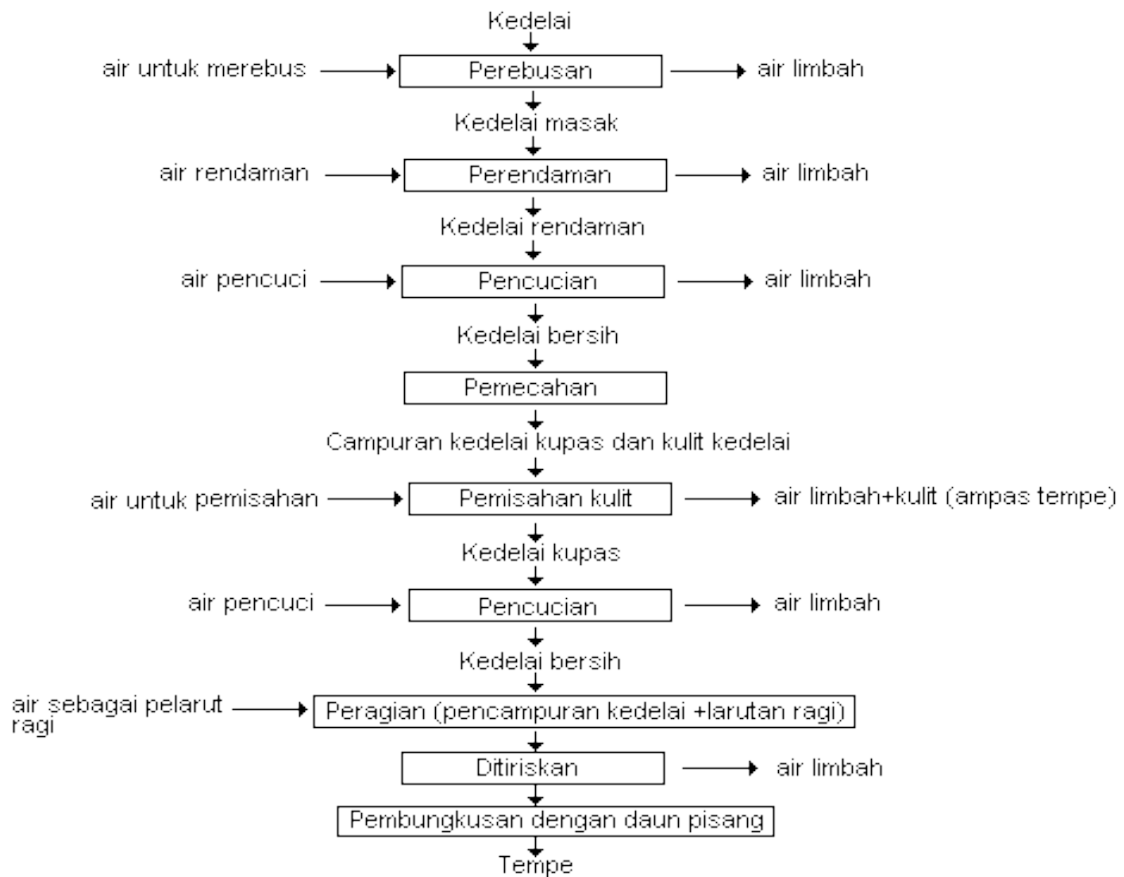 Kedelai
air untuk merebus
Perebusan
air limbah
Kedelai masak
air rendaman
Perendaman
air limbah
Kedelai rendaman
air pencuci
Pencucian
air limbah
Kedelai bersih
Pemecahan
Campuran kedelai kupas dan kulit kedelai
air untuk pemisahan
Pemisahan kulit
air limbah+kulit (ampas tempe)
Kedelai kupas
air pencuci
Pencucian
air limbah
Kedelai bersih
air sebagai pelarut
ragi
Peragian (pencampuran kedelai +larutan ragi)
Ditiriskan
air limbah
Pembungkusan dengan daun pisang
Tempe